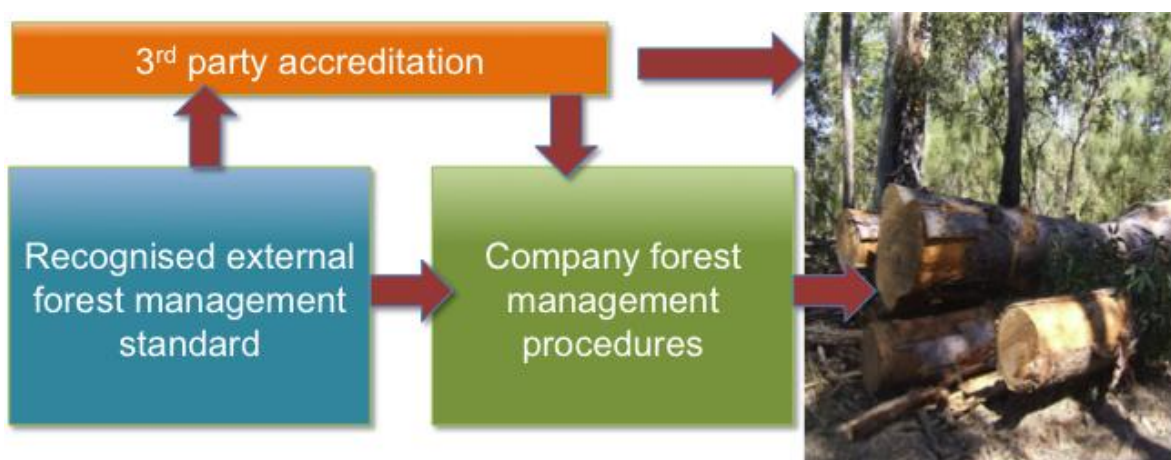 3rd party accreditation
Recognised external
forest management
standard
Company forest
management
procedures